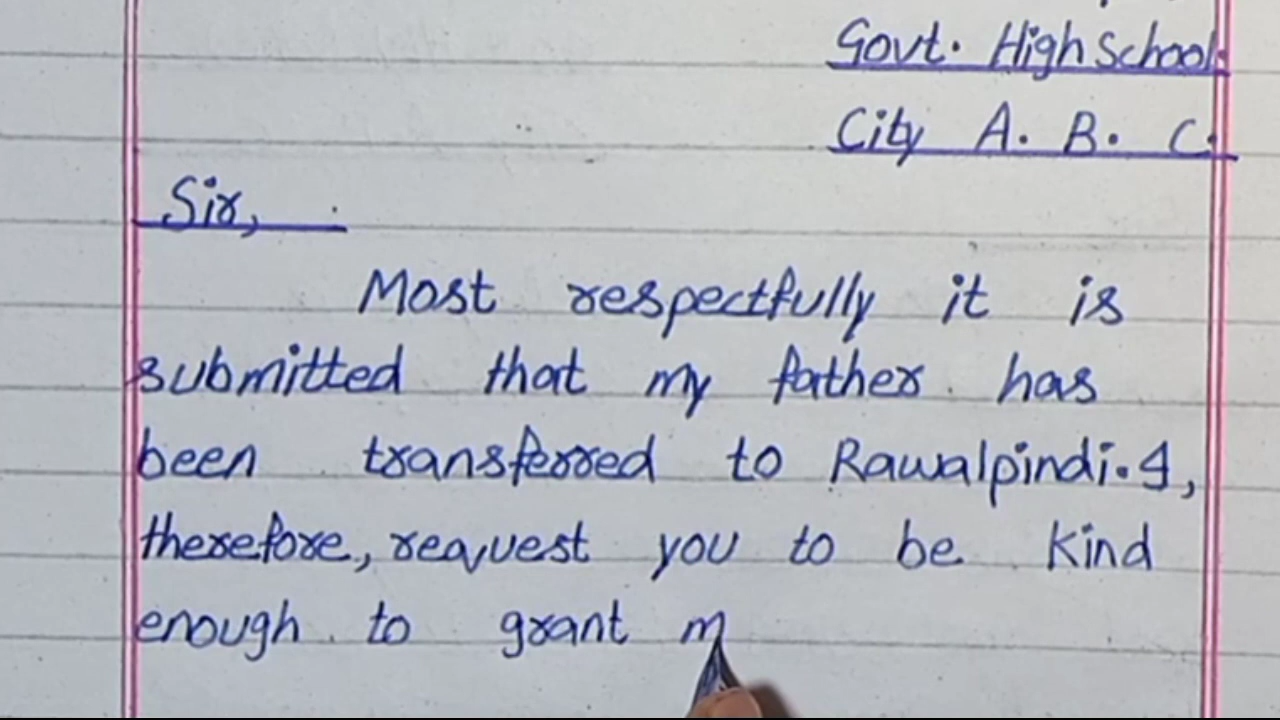 Govt. High School
City A. B. C.
Sir,
Most respectfully it is
submitted that my father has
been transferred to Rawalpindi. I,
therefore, request you to be kind
enough to grant m